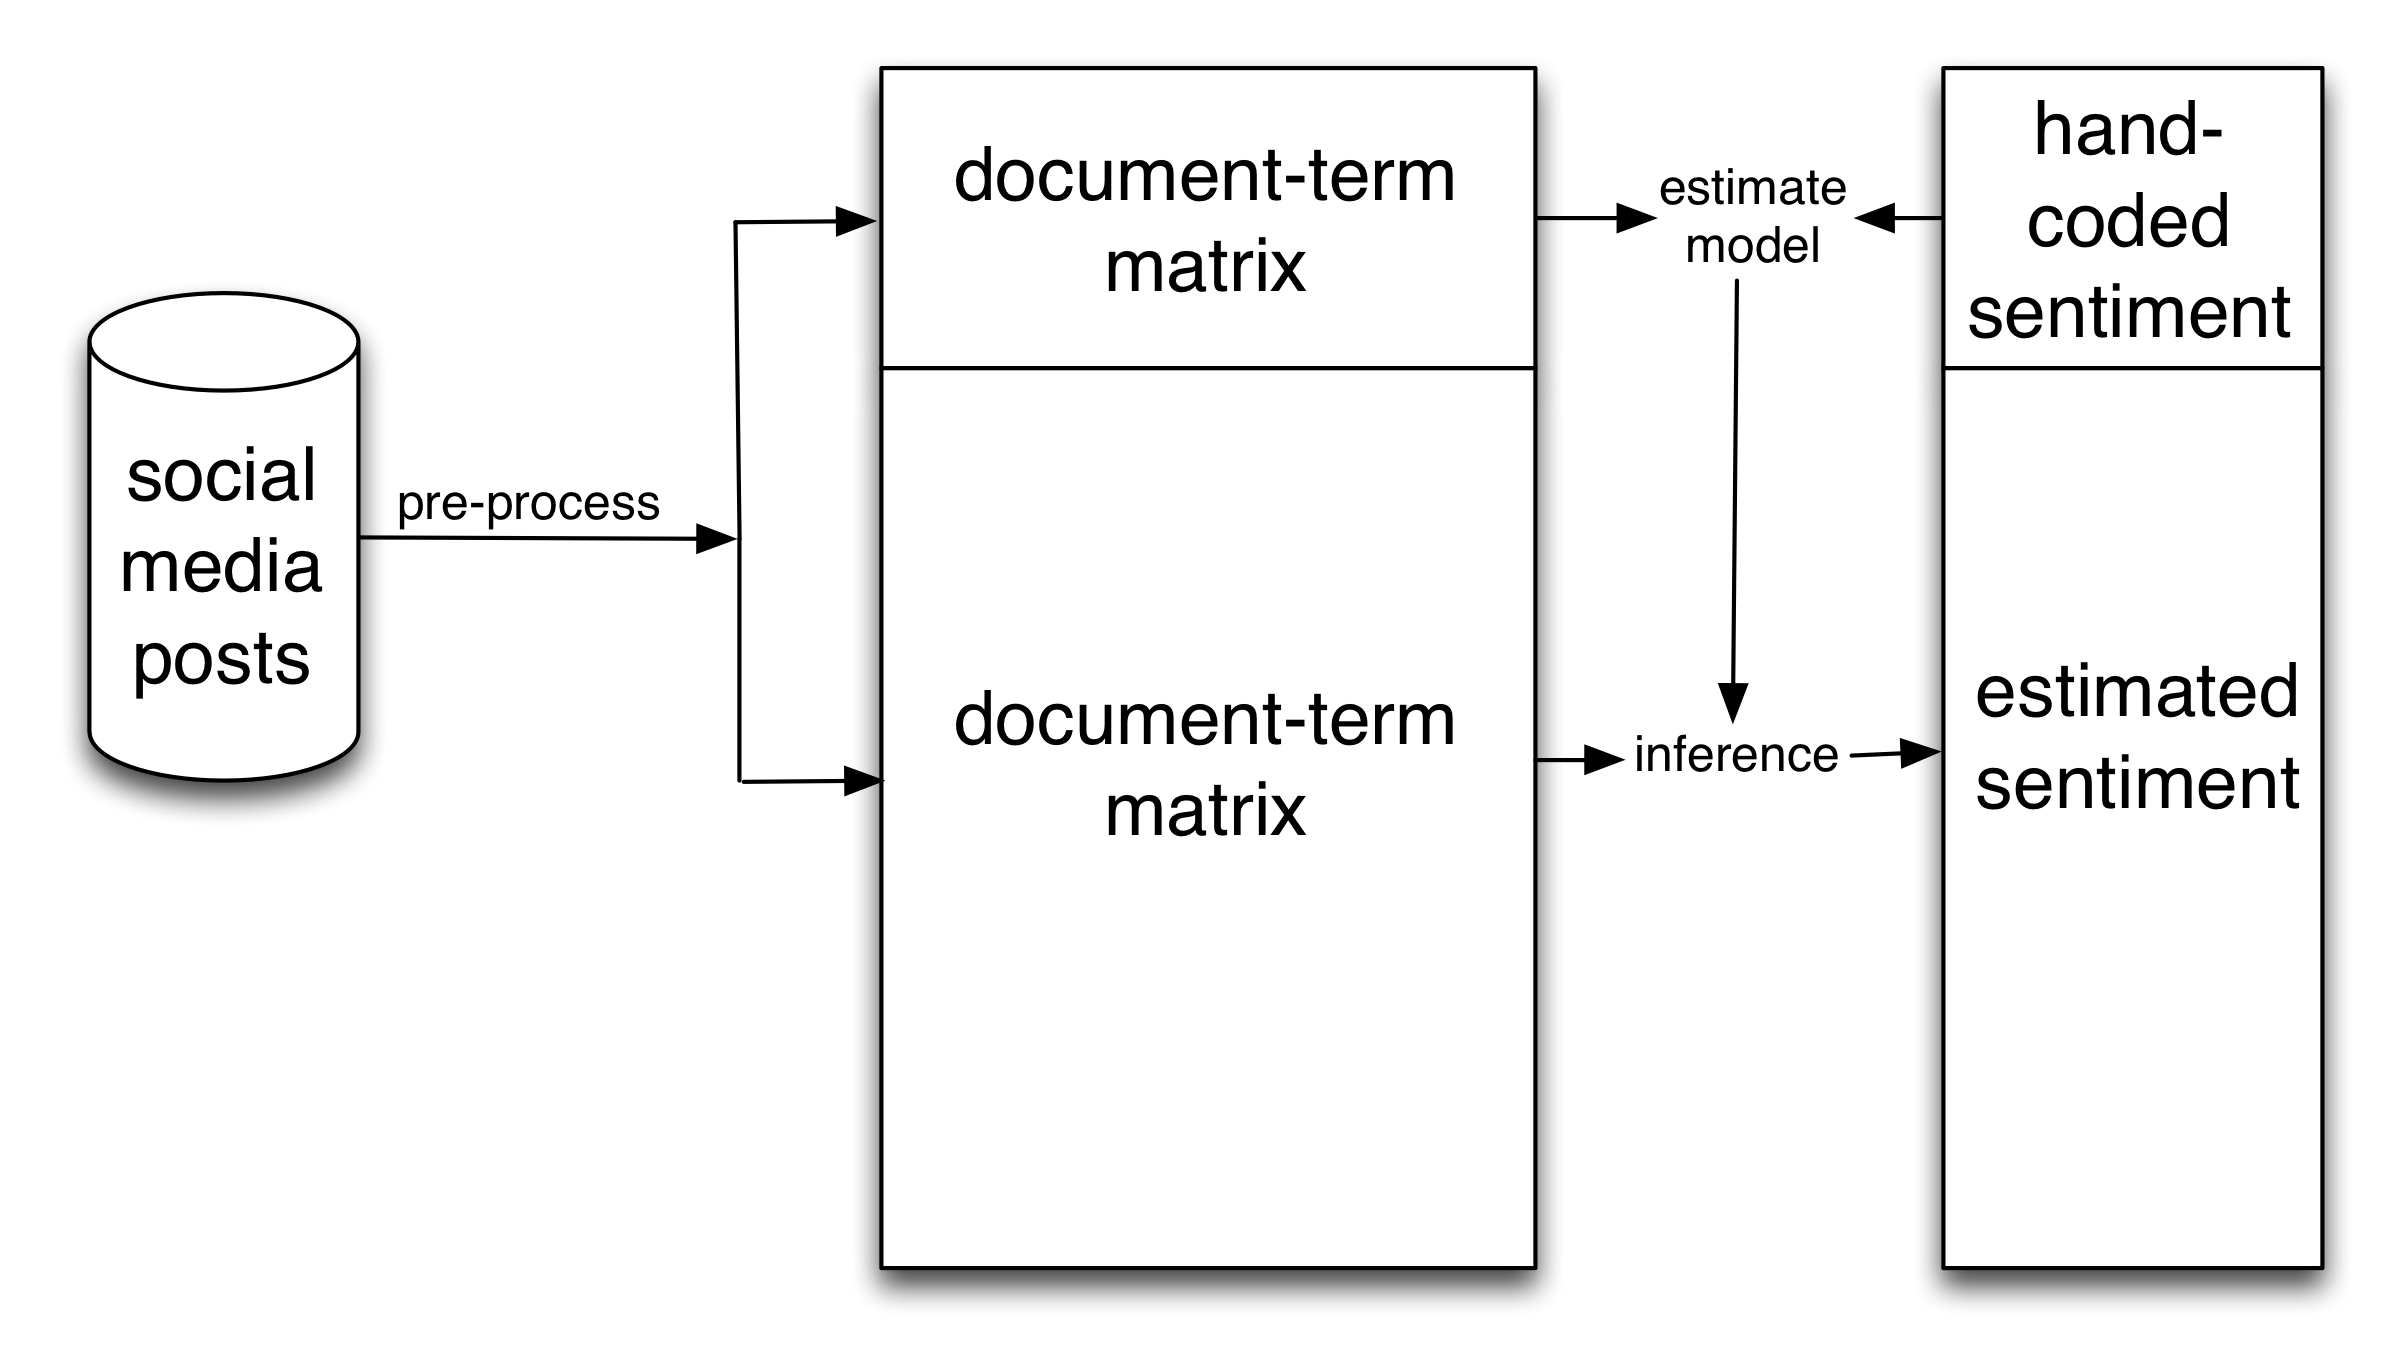 social
media
posts
pre-process
document-term
matrix
document-term
matrix
estimate
model
inference
hand-
coded
sentiment
estimated
sentiment